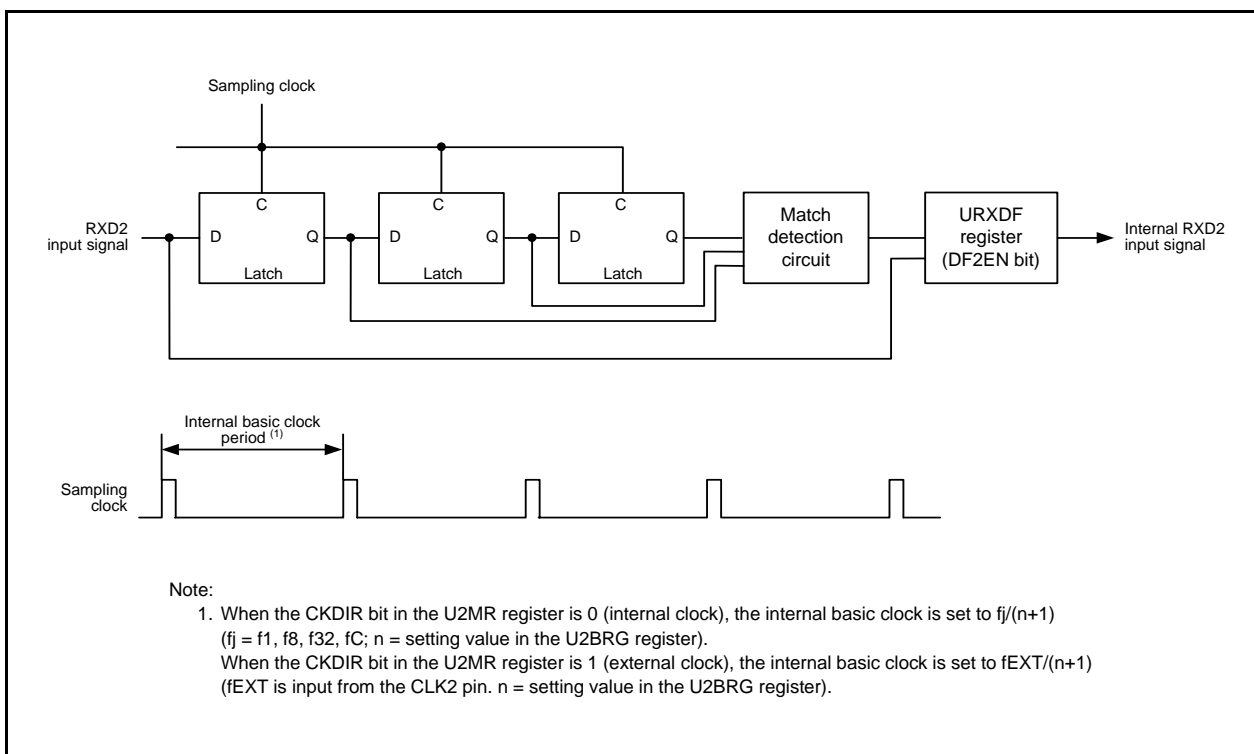 Sampling clock
C
C
C
RXD2
input signal
D
Q
Latch
D
Q
Latch
D
Q
Latch
Match
detection
circuit
URXDF
register
(DF2EN bit)
Internal RXD2
input signal
Internal basic clock
period (1)
Sampling
clock
Note:
1. When the CKDIR bit in the U2MR register is 0 (internal clock), the internal basic clock is set to fj/(n+1)
(fj = f1, f8, f32, fC; n = setting value in the U2BRG register).
When the CKDIR bit in the U2MR register is 1 (external clock), the internal basic clock is set to fEXT/(n+1)
(fEXT is input from the CLK2 pin. n = setting value in the U2BRG register).